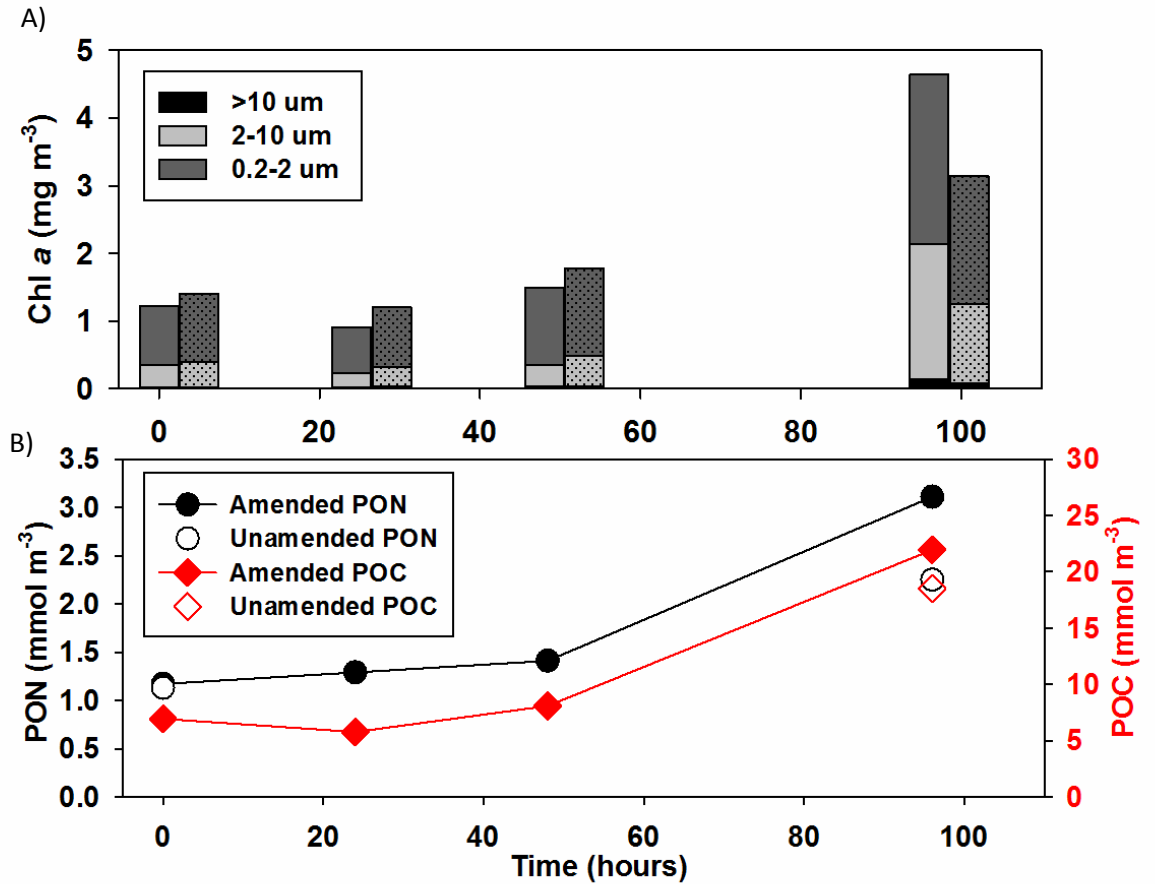 A)
Chl a (mg m-3)
5
4
3
2
1
0
>10 um
2-10 um
0.2-2 um
0 20 40 60 80 100
B)
PON (mmol m-3)
3.5
3.0
2.5
2.0
1.5
1.0
0.5
0.0
Amended PON
Unamended PON
Amended POC
Unamended POC
30
25
20
15
10
5
0
POC (mmol m-3)
0 20 40 60 80 100
Time (hours)